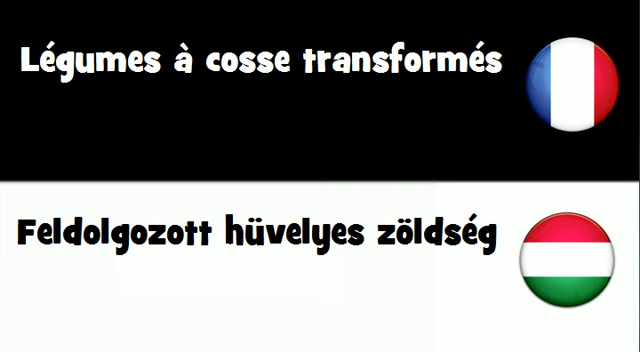 Légumes à cosse transformés
Feldolgozott hüvelyes zöldség